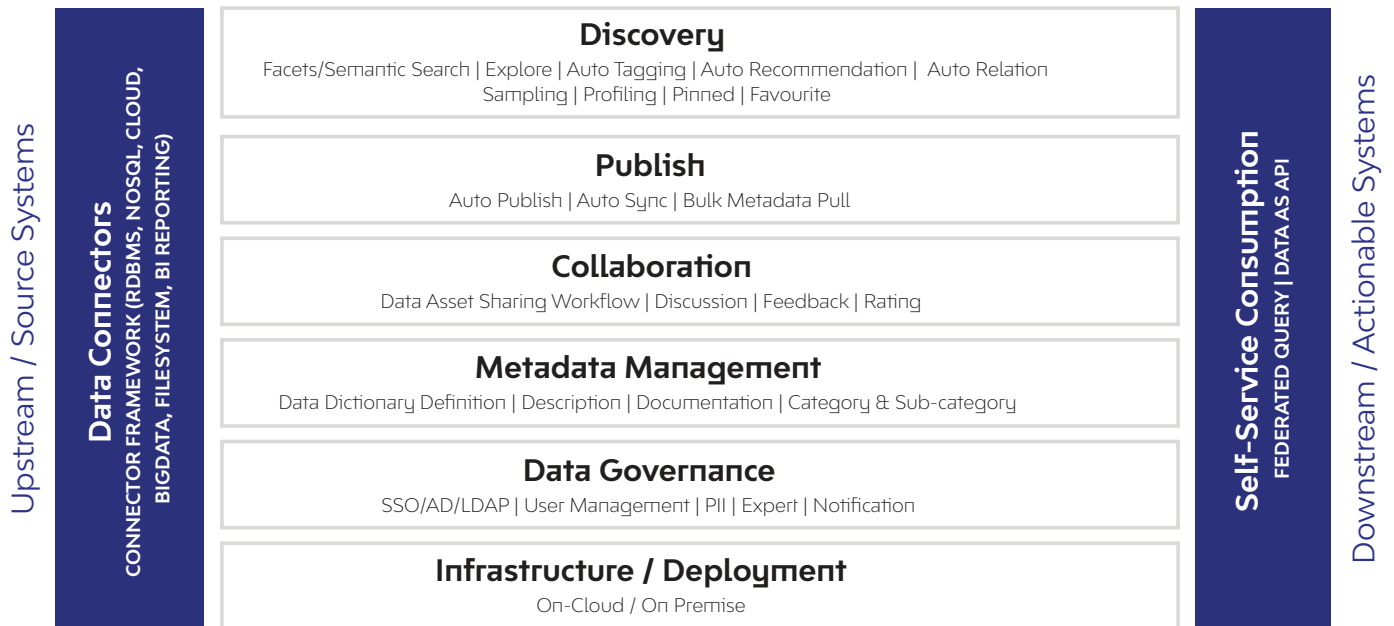 Upstream / Source Systems
Data Connectors
CONNECTOR FRAMEWORK (RDBMS, NOSQL, CLOUD,
BIGDATA, FILESYSTEM, BI REPORTING)
Discovery
Facets/Semantic Search | Explore | Auto Tagging | Auto Recommendation | Auto Relation
Sampling | Profiling | Pinned | Favourite
Publish
Auto Publish | Auto Sync | Bulk Metadata Pull
Collaboration
Data Asset Sharing Workflow | Discussion | Feedback | Rating
Metadata Management
Data Dictionary Definition | Description | Documentation | Category & Sub-category
Data Governance
SSO/AD/LDAP | User Management | PII | Expert | Notification
Infrastructure / Deployment
On-Cloud / On Premise
Self-Service Consumption
FEDERATED QUERY | DATA AS API
Downstream / Actionable Systems